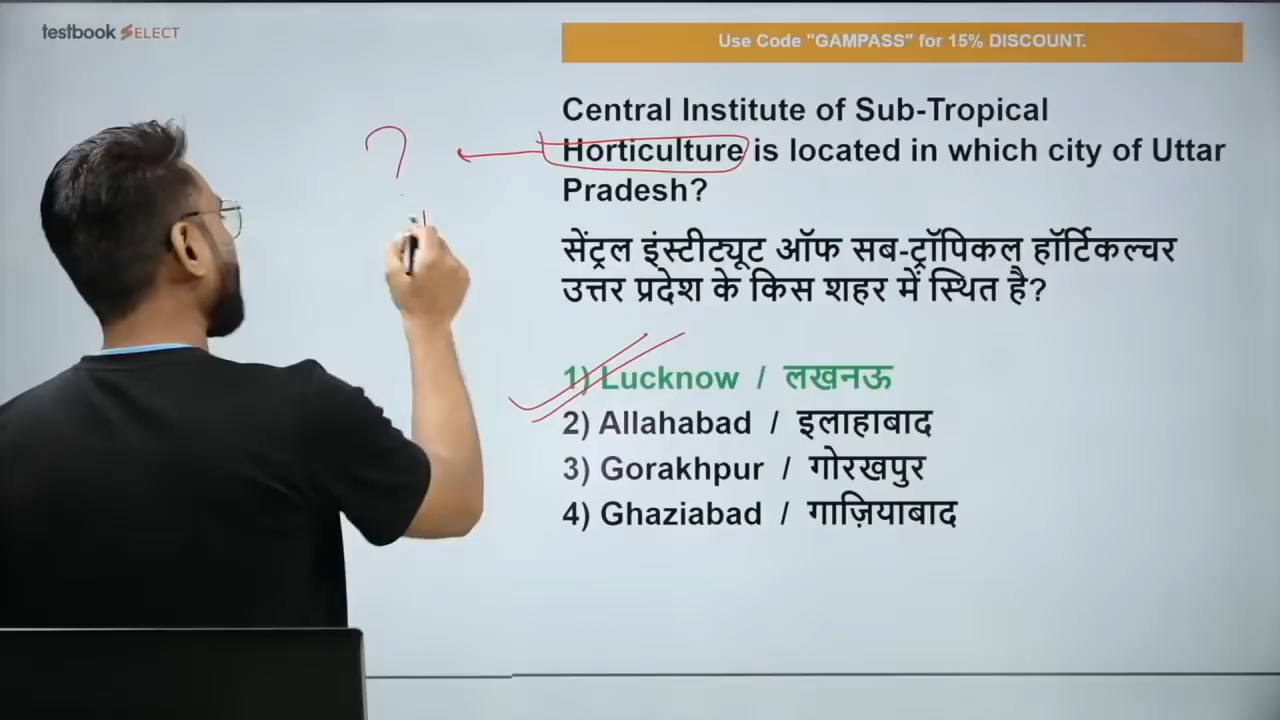 testbook SELECT
Use Code "GAMPASS" for 15% DISCOUNT.
Central Institute of Sub-Tropical
Horticulture is located in which city of Uttar
Pradesh?
सेंट्रल इंस्टीट्यूट ऑफ सब-ट्रॉपिकल हॉर्टिकल्चर
उत्तर प्रदेश के किस शहर में स्थित है?
?
1) Lucknow / लखनऊ
2) Allahabad / इलाहाबाद
3) Gorakhpur / गोरखपुर
4) Ghaziabad / गाज़ियाबाद